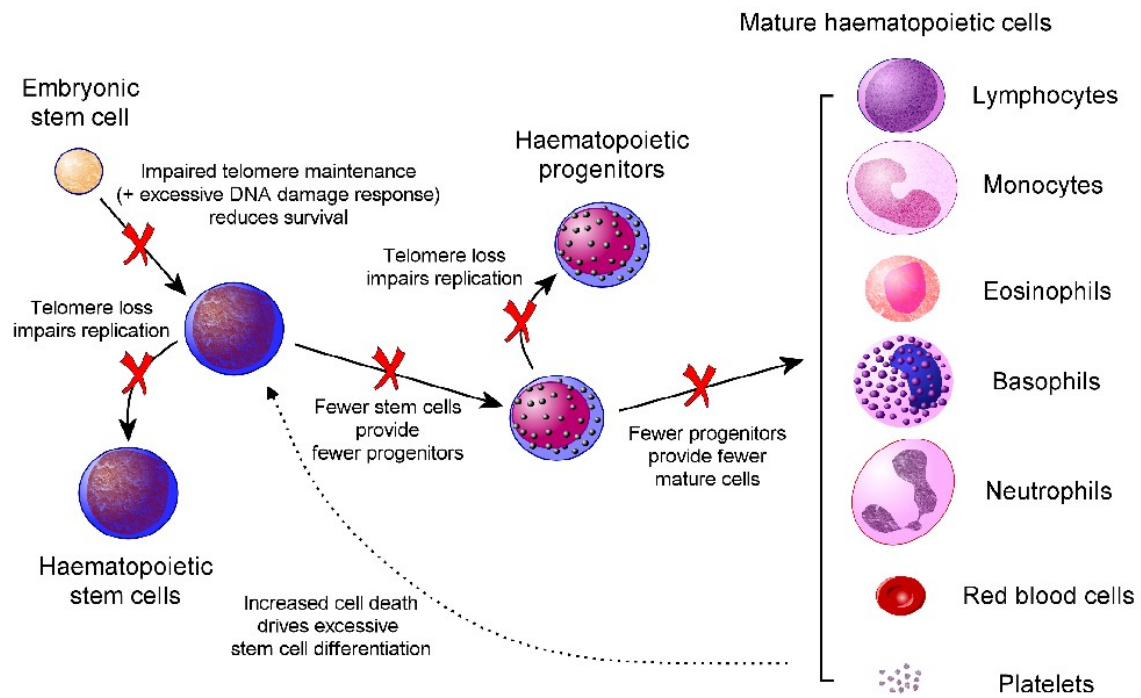 Mature haematopoietic cells
Embryonic
stem cell
Impaired telomere maintenance
(+ excessive DNA damage response)
reduces survival
Haematopoietic
progenitors
Telomere loss
impairs replication
Telomere loss
impairs replication
Fewer stem cells
provide
fewer progenitors
Fewer progenitors
provide fewer
mature cells
Haematopoietic
stem cells
Increased cell death
drives excessive
stem cell differentiation
Lymphocytes
Monocytes
Eosinophils
Basophils
Neutrophils
Red blood cells
Platelets